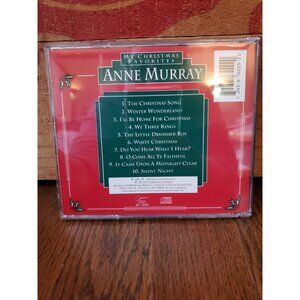 MY CHRISTMAS
FAVORITES
ANNE MURRAY
1. THE CHRISTMAS SONG
2. WINTER WONDERLAND
3. I'LL BE HOME FOR CHRISTMAS
4. WE THREE KINGS
5. THE LITTLE DRUMMER BOY
6. WHITE CHRISTMAS
7. DO YOU HEAR WHAT I HEAR?
8. O COME ALL YE FAITHFUL
9. IT CAME UPON A MIDNIGHT CLEAR
10. SILENT NIGHT